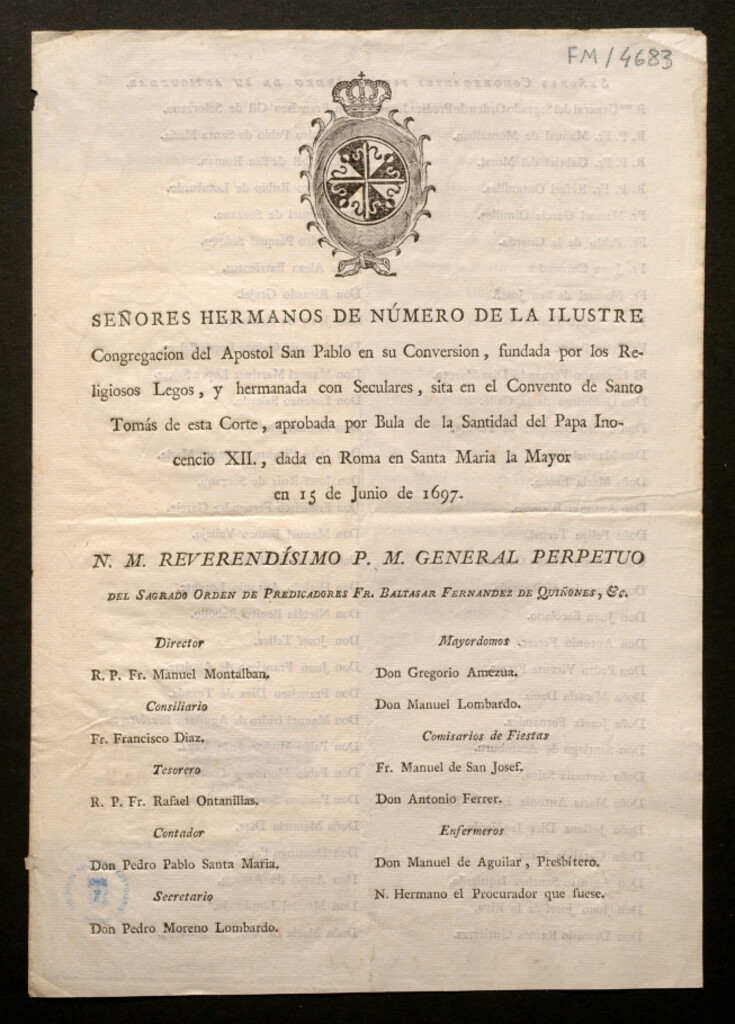 FM/4683
SEÑORES HERMANOS DE NÚMERO DE LA ILUSTRE
Congregacion del Apostol San Pablo en su Conversion, fundada por los Re-
ligiosos Legos, y hermanada con Seculares, sita en el Convento de Santo
Tomás de esta Corte, aprobada por Bula de la Santidad del Papa Ino-
cencio XII., dada en Roma en Santa Maria la Mayor
en 15 de Junio de 1697.
N. M. REVERENDÍSIMO P. M. GENERAL PERPETUO
DEL SAGRADO ORDEN DE PREDICADORES FR. BALTASAR FERNANDEZ DE QUIÑONES, &c.
Director
R. P. Fr. Manuel Montalban.
Consiliario
Fr. Francisco Diaz.
Tesorero
R. P. Fr. Rafael Ontanillas.
Contador
Don Pedro Pablo Santa Maria.
Secretario
Don Pedro Moreno Lombardo.
Mayordomos
Don Gregorio Amezua.
Don Manuel Lombardo.
Comisarios de Fiestas
Fr. Manuel de San Josef.
Don Antonio Ferrer.
Enfermeros
Don Manuel de Aguilar, Presbítero.
N. Hermano el Procurador que fuese.